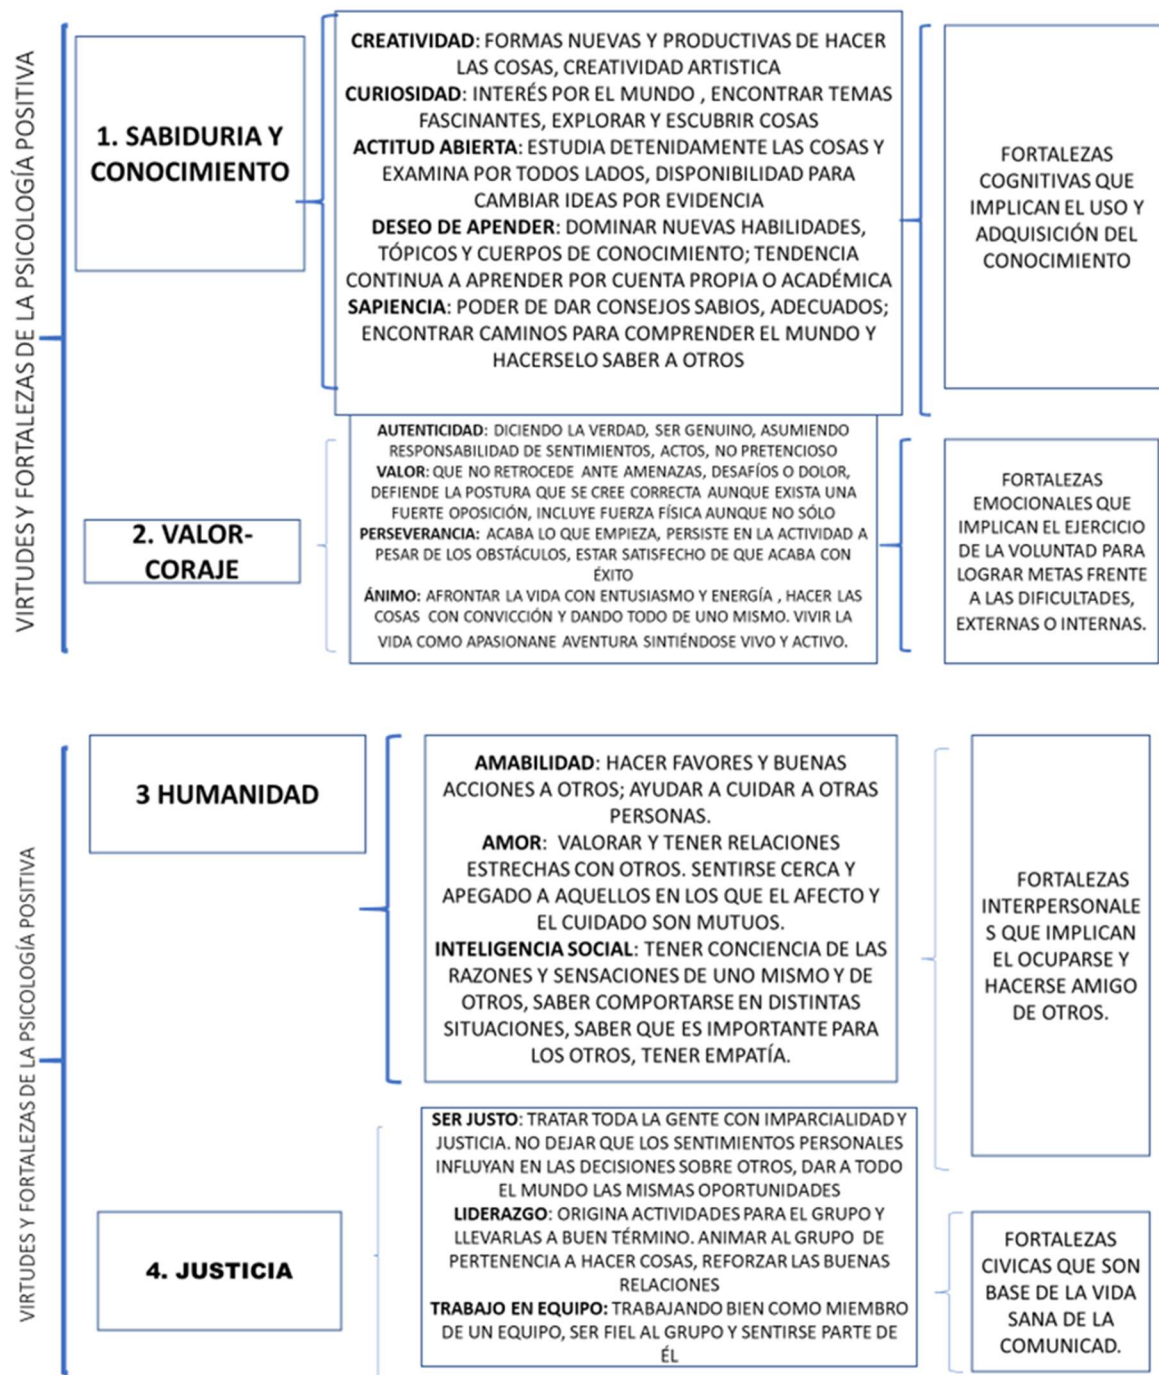 VIRTUDES Y FORTALEZAS DE LA PSICOLOGÍA POSITIVA
1. SABIDURIA Y
CONOCIMIENTO
CREATIVIDAD: FORMAS NUEVAS Y PRODUCTIVAS DE HACER
LAS COSAS, CREATIVIDAD ARTISTICA
CURIOSIDAD: INTERÉS POR EL MUNDO , ENCONTRAR TEMAS
FASCINANTES, EXPLORAR Y ESCUBRIR COSAS
ACTITUD ABIERTA: ESTUDIA DETENIDAMENTE LAS COSAS Y
EXAMINA POR TODOS LADOS, DISPONIBILIDAD PARA
CAMBIAR IDEAS POR EVIDENCIA
DESEO DE APENDER: DOMINAR NUEVAS HABILIDADES,
TÓPICOS Y CUERPOS DE CONOCIMIENTO; TENDENCIA
CONTINUA A APRENDER POR CUENTA PROPIA O ACADÉMICA
SAPIENCIA: PODER DE DAR CONSEJOS SABIOS, ADECUADOS;
ENCONTRAR CAMINOS PARA COMPRENDER EL MUNDO Y
HACERSELO SABER A OTROS
FORTALEZAS
COGNITIVAS QUE
IMPLICAN EL USO Y
ADQUISICIÓN DEL
CONOCIMIENTO
2. VALOR-
CORAJE
AUTENTICIDAD: DICIENDO LA VERDAD, SER GENUINO, ASUMIENDO
RESPONSABILIDAD DE SENTIMIENTOS, ACTOS, NO PRETENCIOSO
VALOR: QUE NO RETROCEDE ANTE AMENAZAS, DESAFÍOS O DOLOR,
DEFIENDE LA POSTURA QUE SE CREE CORRECTA AUNQUE EXISTA UNA
FUERTE OPOSICIÓN, INCLUYE FUERZA FÍSICA AUNQUE NO SÓLO
PERSEVERANCIA: ACABA LO QUE EMPIEZA, PERSISTE EN LA ACTIVIDAD A
PESAR DE LOS OBSTÁCULOS, ESTAR SATISFECHO DE QUE ACABA CON
ÉXITO
ÁNIMO: AFRONTAR LA VIDA CON ENTUSIASMO Y ENERGÍA , HACER LAS
COSAS CON CONVICCIÓN Y DANDO TODO DE UNO MISMO. VIVIR LA
VIDA COMO APASIONANE AVENTURA SINTIÉNDOSE VIVO Y ACTIVO.
FORTALEZAS
EMOCIONALES QUE
IMPLICAN EL EJERCICIO
DE LA VOLUNTAD PARA
LOGRAR METAS FRENTE
A LAS DIFICULTADES,
EXTERNAS O INTERNAS.
VIRTUDES Y FORTALEZAS DE LA PSICOLOGÍA POSITIVA
3 HUMANIDAD
AMABILIDAD: HACER FAVORES Y BUENAS
ACCIONES A OTROS; AYUDAR A CUIDAR A OTRAS
PERSONAS.
AMOR: VALORAR Y TENER RELACIONES
ESTRECHAS CON OTROS. SENTIRSE CERCA Y
APEGADO A AQUELLOS EN LOS QUE EL AFECTO Y
EL CUIDADO SON MUTUOS.
INTELIGENCIA SOCIAL: TENER CONCIENCIA DE LAS
RAZONES Y SENSACIONES DE UNO MISMO Y DE
OTROS, SABER COMPORTARSE EN DISTINTAS
SITUACIONES, SABER QUE ES IMPORTANTE PARA
LOS OTROS, TENER EMPATÍA.
FORTALEZAS
INTERPERSONALE
S QUE IMPLICAN
EL OCUPARSE Y
HACERSE AMIGO
DE OTROS.
4. JUSTICIA
SER JUSTO: TRATAR TODA LA GENTE CON IMPARCIALIDAD Y
JUSTICIA. NO DEJAR QUE LOS SENTIMIENTOS PERSONALES
INFLUYAN EN LAS DECISIONES SOBRE OTROS, DAR A TODO
EL MUNDO LAS MISMAS OPORTUNIDADES
LIDERAZGO: ORIGINA ACTIVIDADES PARA EL GRUPO Y
LLEVARLAS A BUEN TÉRMINO. ANIMAR AL GRUPO DE
PERTENENCIA A HACER COSAS, REFORZAR LAS BUENAS
RELACIONES
TRABAJO EN EQUIPO: TRABAJANDO BIEN COMO MIEMBRO
DE UN EQUIPO, SER FIEL AL GRUPO Y SENTIRSE PARTE DE
ÉL
FORTALEZAS
CIVICAS QUE SON
BASE DE LA VIDA
SANA DE LA
COMUNICAD.